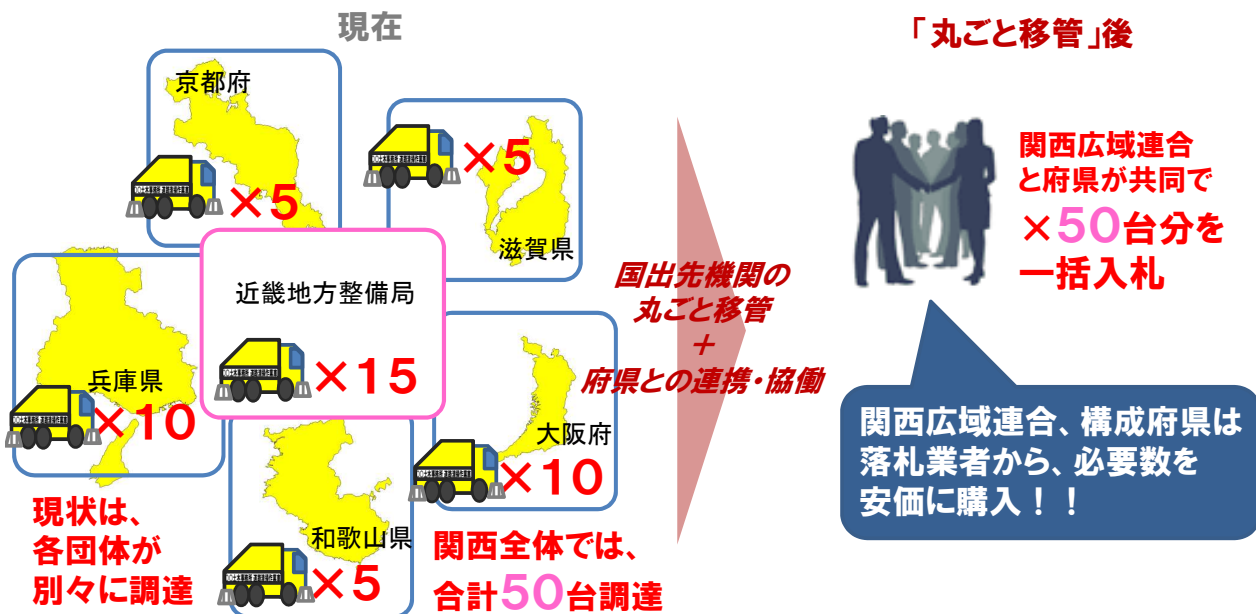 現在
京都府
×5
×5
滋賀県
近畿地方整備局
×15
兵庫県
×10
大阪府
×10
和歌山県
×5
現状は、
各団体が
別々に調達
関西全体では、
合計50台調達
国出先機関の
丸ごと移管
+
府県との連携・協働
「丸ごと移管」後
関西広域連合
と府県が共同で
×50台分を
一括入札
関西広域連合、構成府県は
落札業者から、必要数を
安価に購入！！